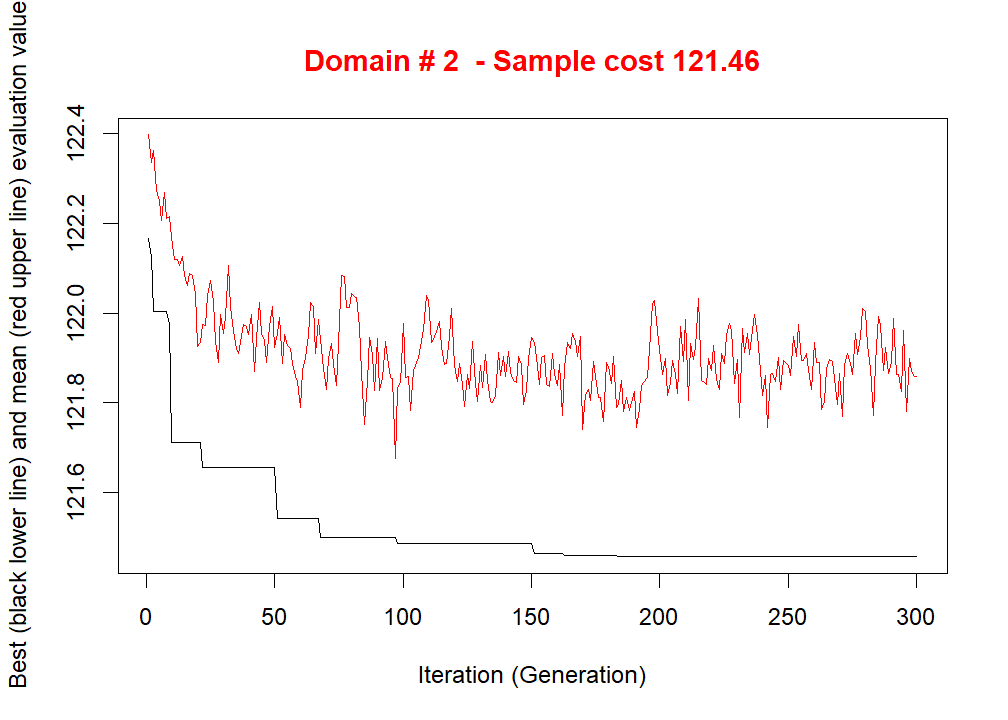 Domain # 2  - Sample cost 121.46
Best (black lower line) and mean (red upper line) evaluation value
122.4
122.2
122.0
121.8
121.6
0 50 100 150 200 250 300
Iteration (Generation)